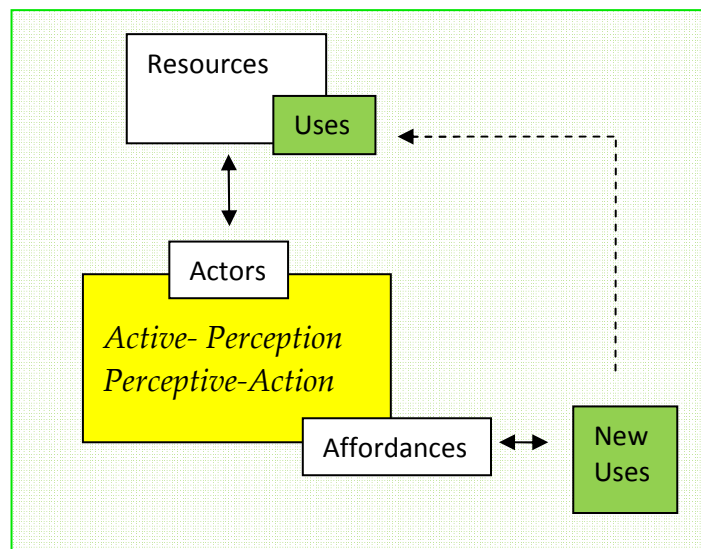 Resources
Uses
Actors
Active- Perception
Perceptive-Action
Affordances
New
Uses